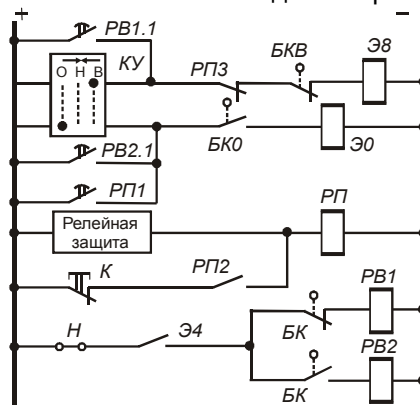 + –
РВ1.1
КУ
О Н В
РП3
БКВ
Э8
БК0
Э0
РВ2.1
РП1
Релейная
защита
РП
К
РП2
Н
Э4
БК
РВ1
БК
РВ2